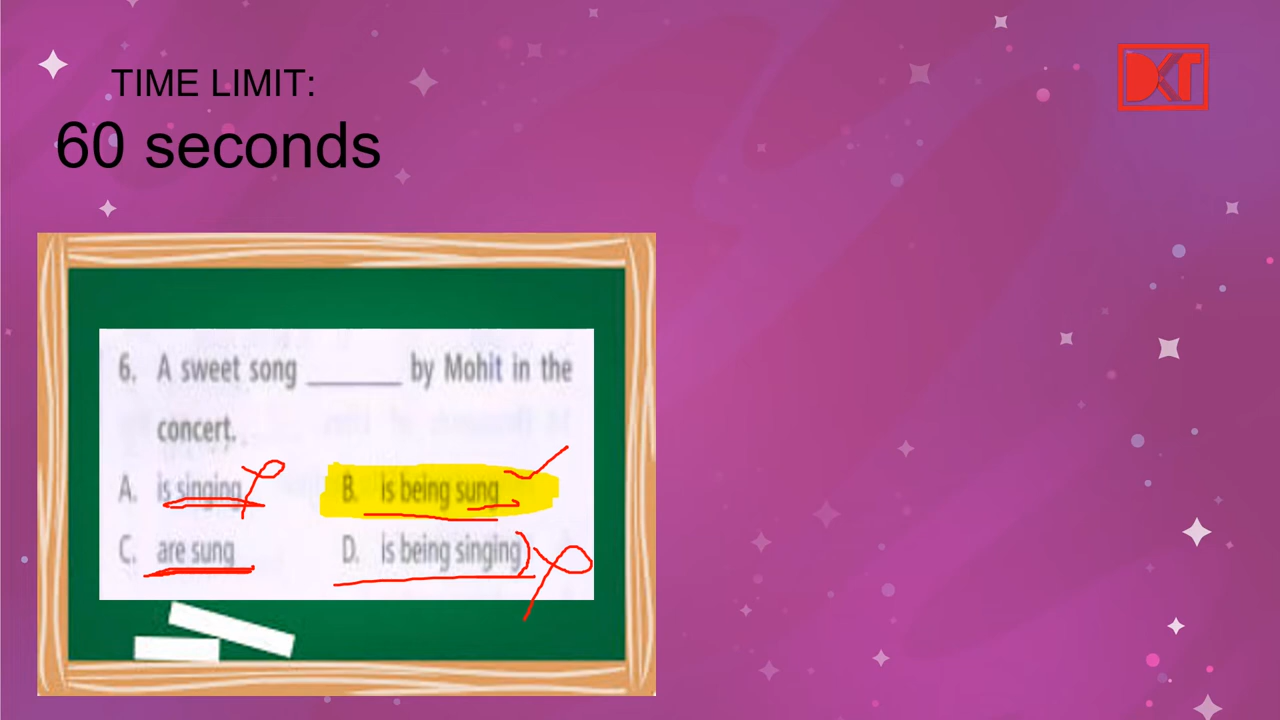 TIME LIMIT:
60 seconds
DKT
6. A sweet song ________ by Mohit in the
concert.
A. is singing B. is being sung
C. are sung D. is being singing